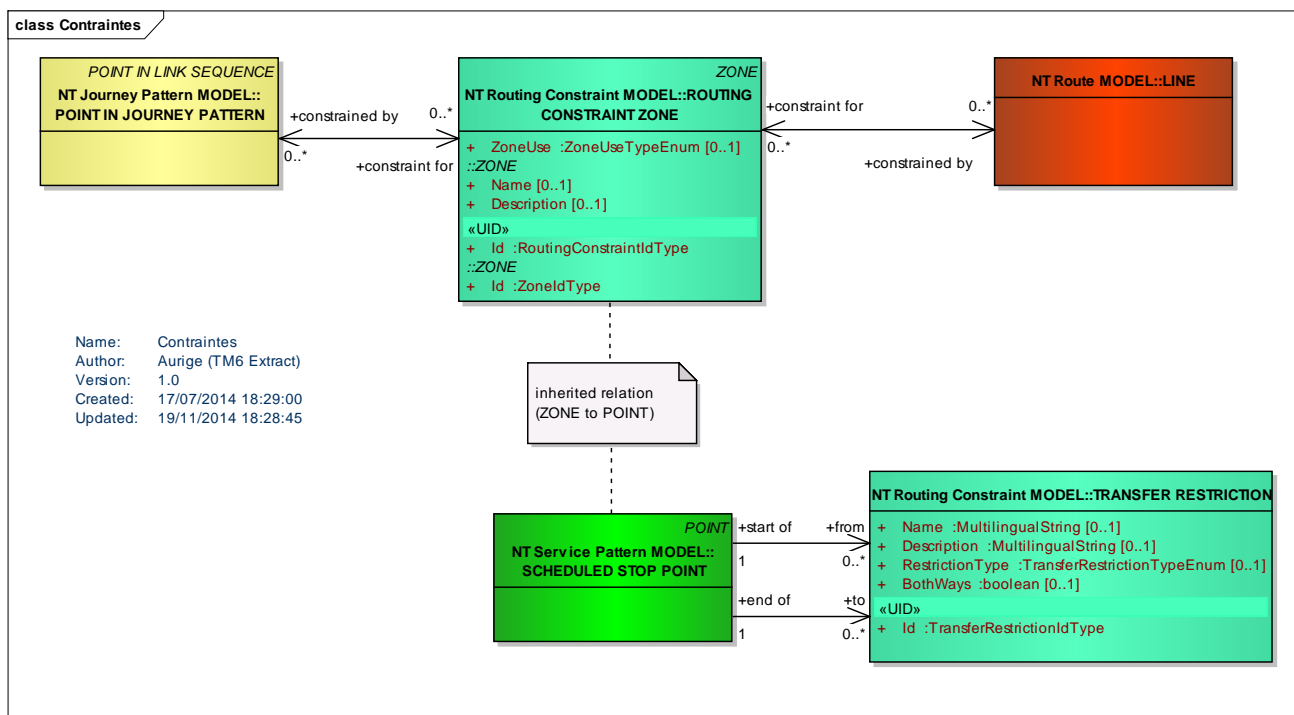 class Contraintes
POINT IN LINK SEQUENCE
NT Journey Pattern MODEL::
POINT IN JOURNEY PATTERN
+constrained by
0..*
0..*
+constraint for
ZONE
NT Routing Constraint MODEL::ROUTING
CONSTRAINT ZONE
+ ZoneUse :ZoneUseTypeEnum [0..1]
::ZONE
+ Name [0..1]
+ Description [0..1]
«UID»
+ Id :RoutingConstraintIdType
::ZONE
+ Id :ZoneIdType
+constraint for
0..*
0..*
+constrained by
NT Route MODEL::LINE
Name: Contraintes
Author: Aurige (TM6 Extract)
Version: 1.0
Created: 17/07/2014 18:29:00
Updated: 19/11/2014 18:28:45
inherited relation
(ZONE to POINT)
POINT
NT Service Pattern MODEL::
SCHEDULED STOP POINT
+start of
+from
1
0..*
+end of
+to
1
0..*
NT Routing Constraint MODEL::TRANSFER RESTRICTION
+ Name :MultilingualString [0..1]
+ Description :MultilingualString [0..1]
+ RestrictionType :TransferRestrictionTypeEnum [0..1]
+ BothWays :boolean [0..1]
«UID»
+ Id :TransferRestrictionIdType